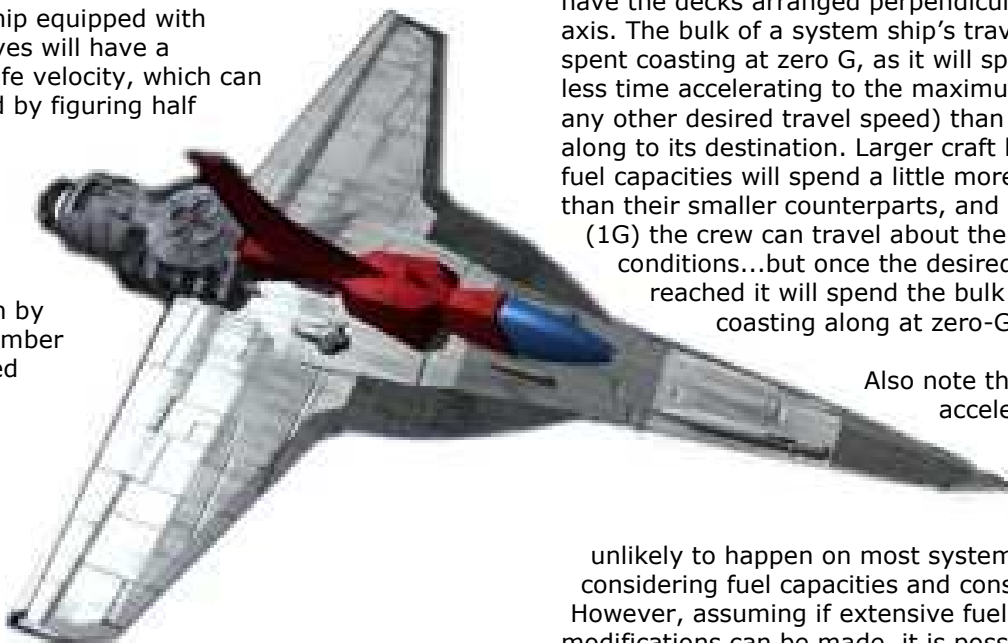 hip equipped with
ves will have a
fe velocity, which can
d by figuring half
n by
mber
ed
have the decks arranged perpendicul
axis. The bulk of a system ship's trav
spent coasting at zero G, as it will sp
less time accelerating to the maximu
any other desired travel speed) than
along to its destination. Larger craft
fuel capacities will spend a little more
than their smaller counterparts, and
(1G) the crew can travel about the
conditions...but once the desired
reached it will spend the bulk
coasting along at zero-G
Also note th
accele
unlikely to happen on most system
considering fuel capacities and cons
However, assuming if extensive fuel
modifications can be made, it is poss